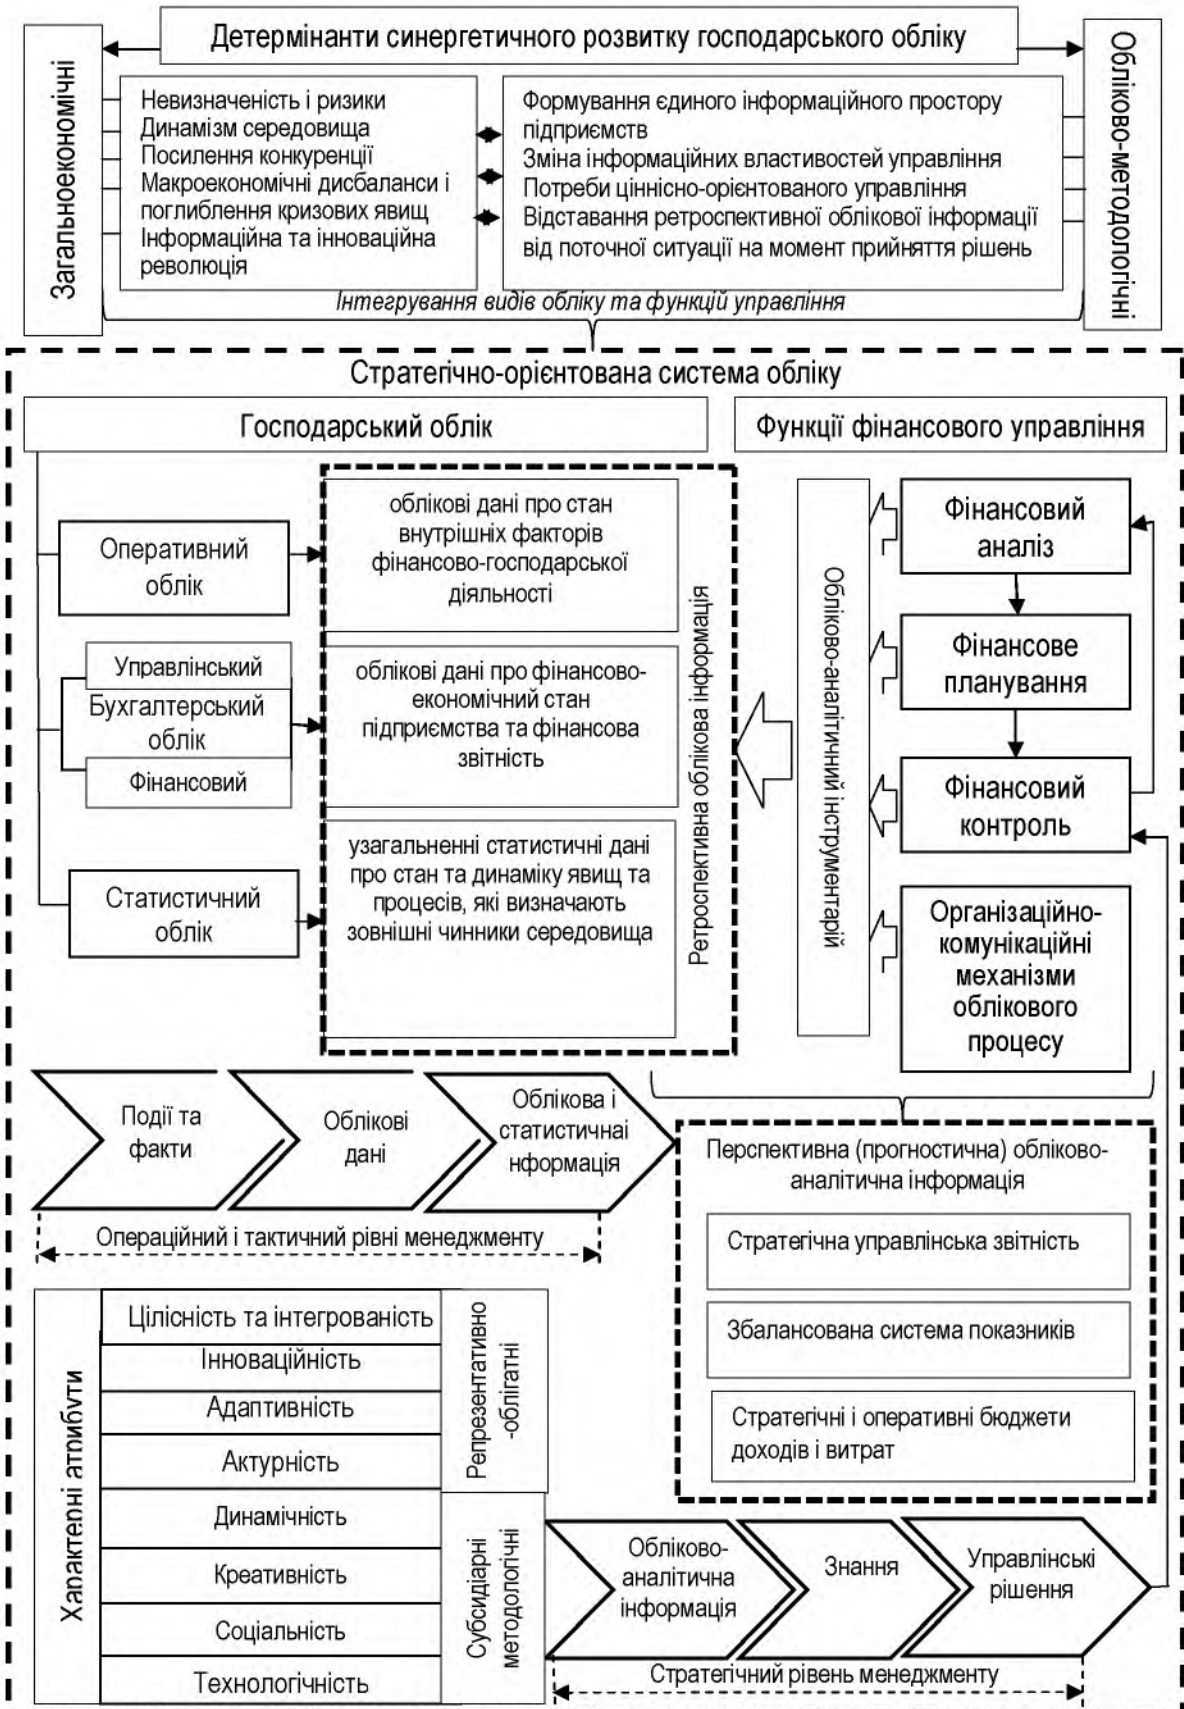 Детермінанти синергетичного розвитку господарського обліку
Загальноекономічні
Невизначеність і ризики
Динамізм середовища
Посилення конкуренції
Макроекономічні дисбаланси і
поглиблення кризових явищ
Інформаційна та інноваційна
революція
Формування єдиного інформаційного простору
підприємств
Зміна інформаційних властивостей управління
Потреби ціннісно-орієнтованого управління
Відставання ретроспективної облікової інформації
від поточної ситуації на момент прийняття рішень
Обліково-методологічні
Інтегрування видів обліку та функцій управління
Стратегічно-орієнтована система обліку
Господарський облік
Функції фінансового управління
Оперативний
облік
Управлінський
Бухгалтерський
облік
Фінансовий
Статистичний
облік
облікові дані про стан
внутрішніх факторів
фінансово-господарської
діяльності
облікові дані про фінансово-
економічний стан
підприємства та фінансова
звітність
узагальненні статистичні дані
про стан та динаміку явищ та
процесів, які визначають
зовнішні чинники середовища
Ретроспективна облікова інформація
Обліково-аналітичний інструментарій
Фінансовий
аналіз
Фінансове
планування
Фінансовий
контроль
Організаційно-
комунікаційні
механізми
облікового
процесу
Події та
факти
Облікові
дані
Облікова і
статистичнаі
нформація
Операційний і тактичний рівні менеджменту
Перспективна (прогностична) обліково-
аналітична інформація
Стратегічна управлінська звітність
Збалансована система показників
Стратегічні і оперативні бюджети
доходів і витрат
Характерні атрибути
Цілісність та інтегрованість
Інноваційність
Адаптивність
Актурність
Динамічність
Креативність
Соціальність
Технологічність
Репрезентативно
-облігатні
Субсидіарні
методологічні
Обліково-
аналітична
інформація
Знання
Управлінські
рішення
Стратегічний рівень менеджменту